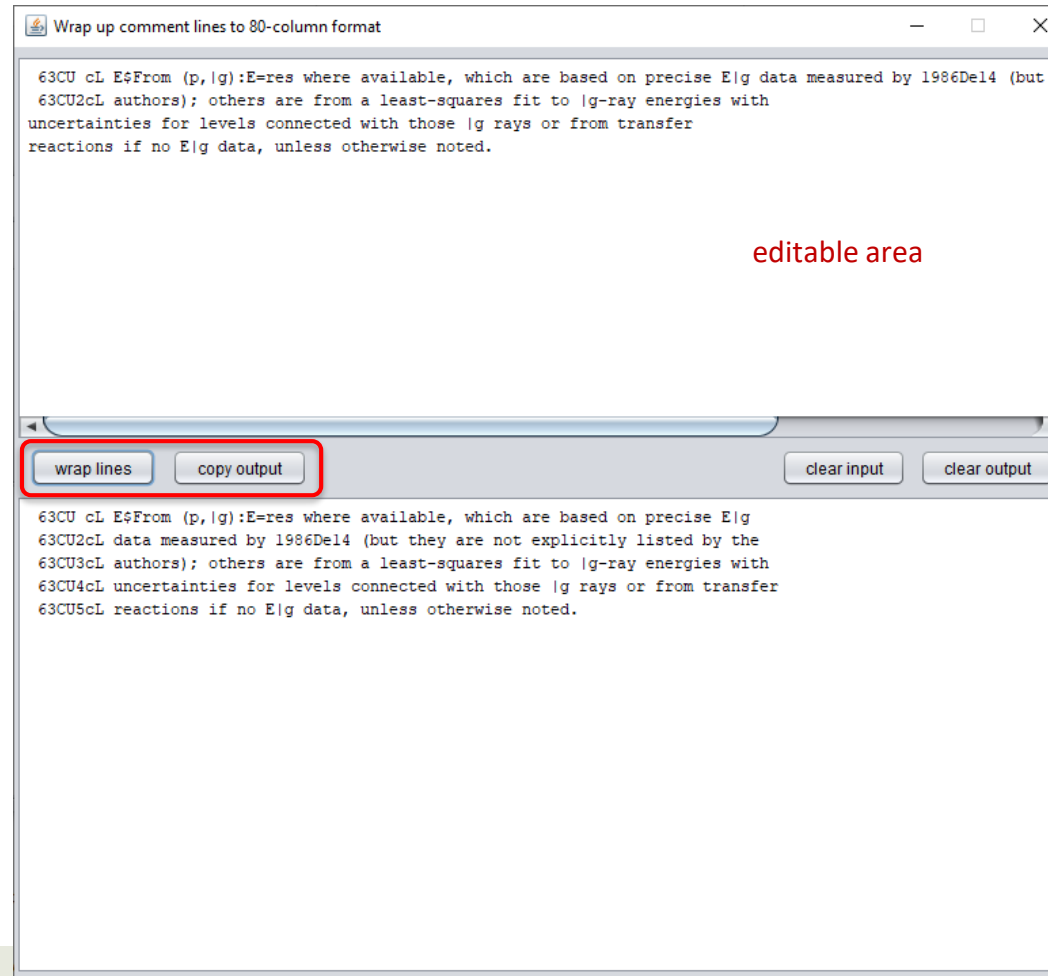 Wrap up comment lines to 80-column format
 63CU cL E$From (p,|g):E=res where available, which are based on precise E|g data measured by 1986De14 (but
 63CU2cL authors); others are from a least-squares fit to |g-ray energies with
uncertainties for levels connected with those |g rays or from transfer
reactions if no E|g data, unless otherwise noted.
editable area
wrap lines copy output clear input clear output
 63CU cL E$From (p,|g):E=res where available, which are based on precise E|g
 63CU2cL data measured by 1986De14 (but they are not explicitly listed by the
 63CU3cL authors); others are from a least-squares fit to |g-ray energies with
 63CU4cL uncertainties for levels connected with those |g rays or from transfer
 63CU5cL reactions if no E|g data, unless otherwise noted.